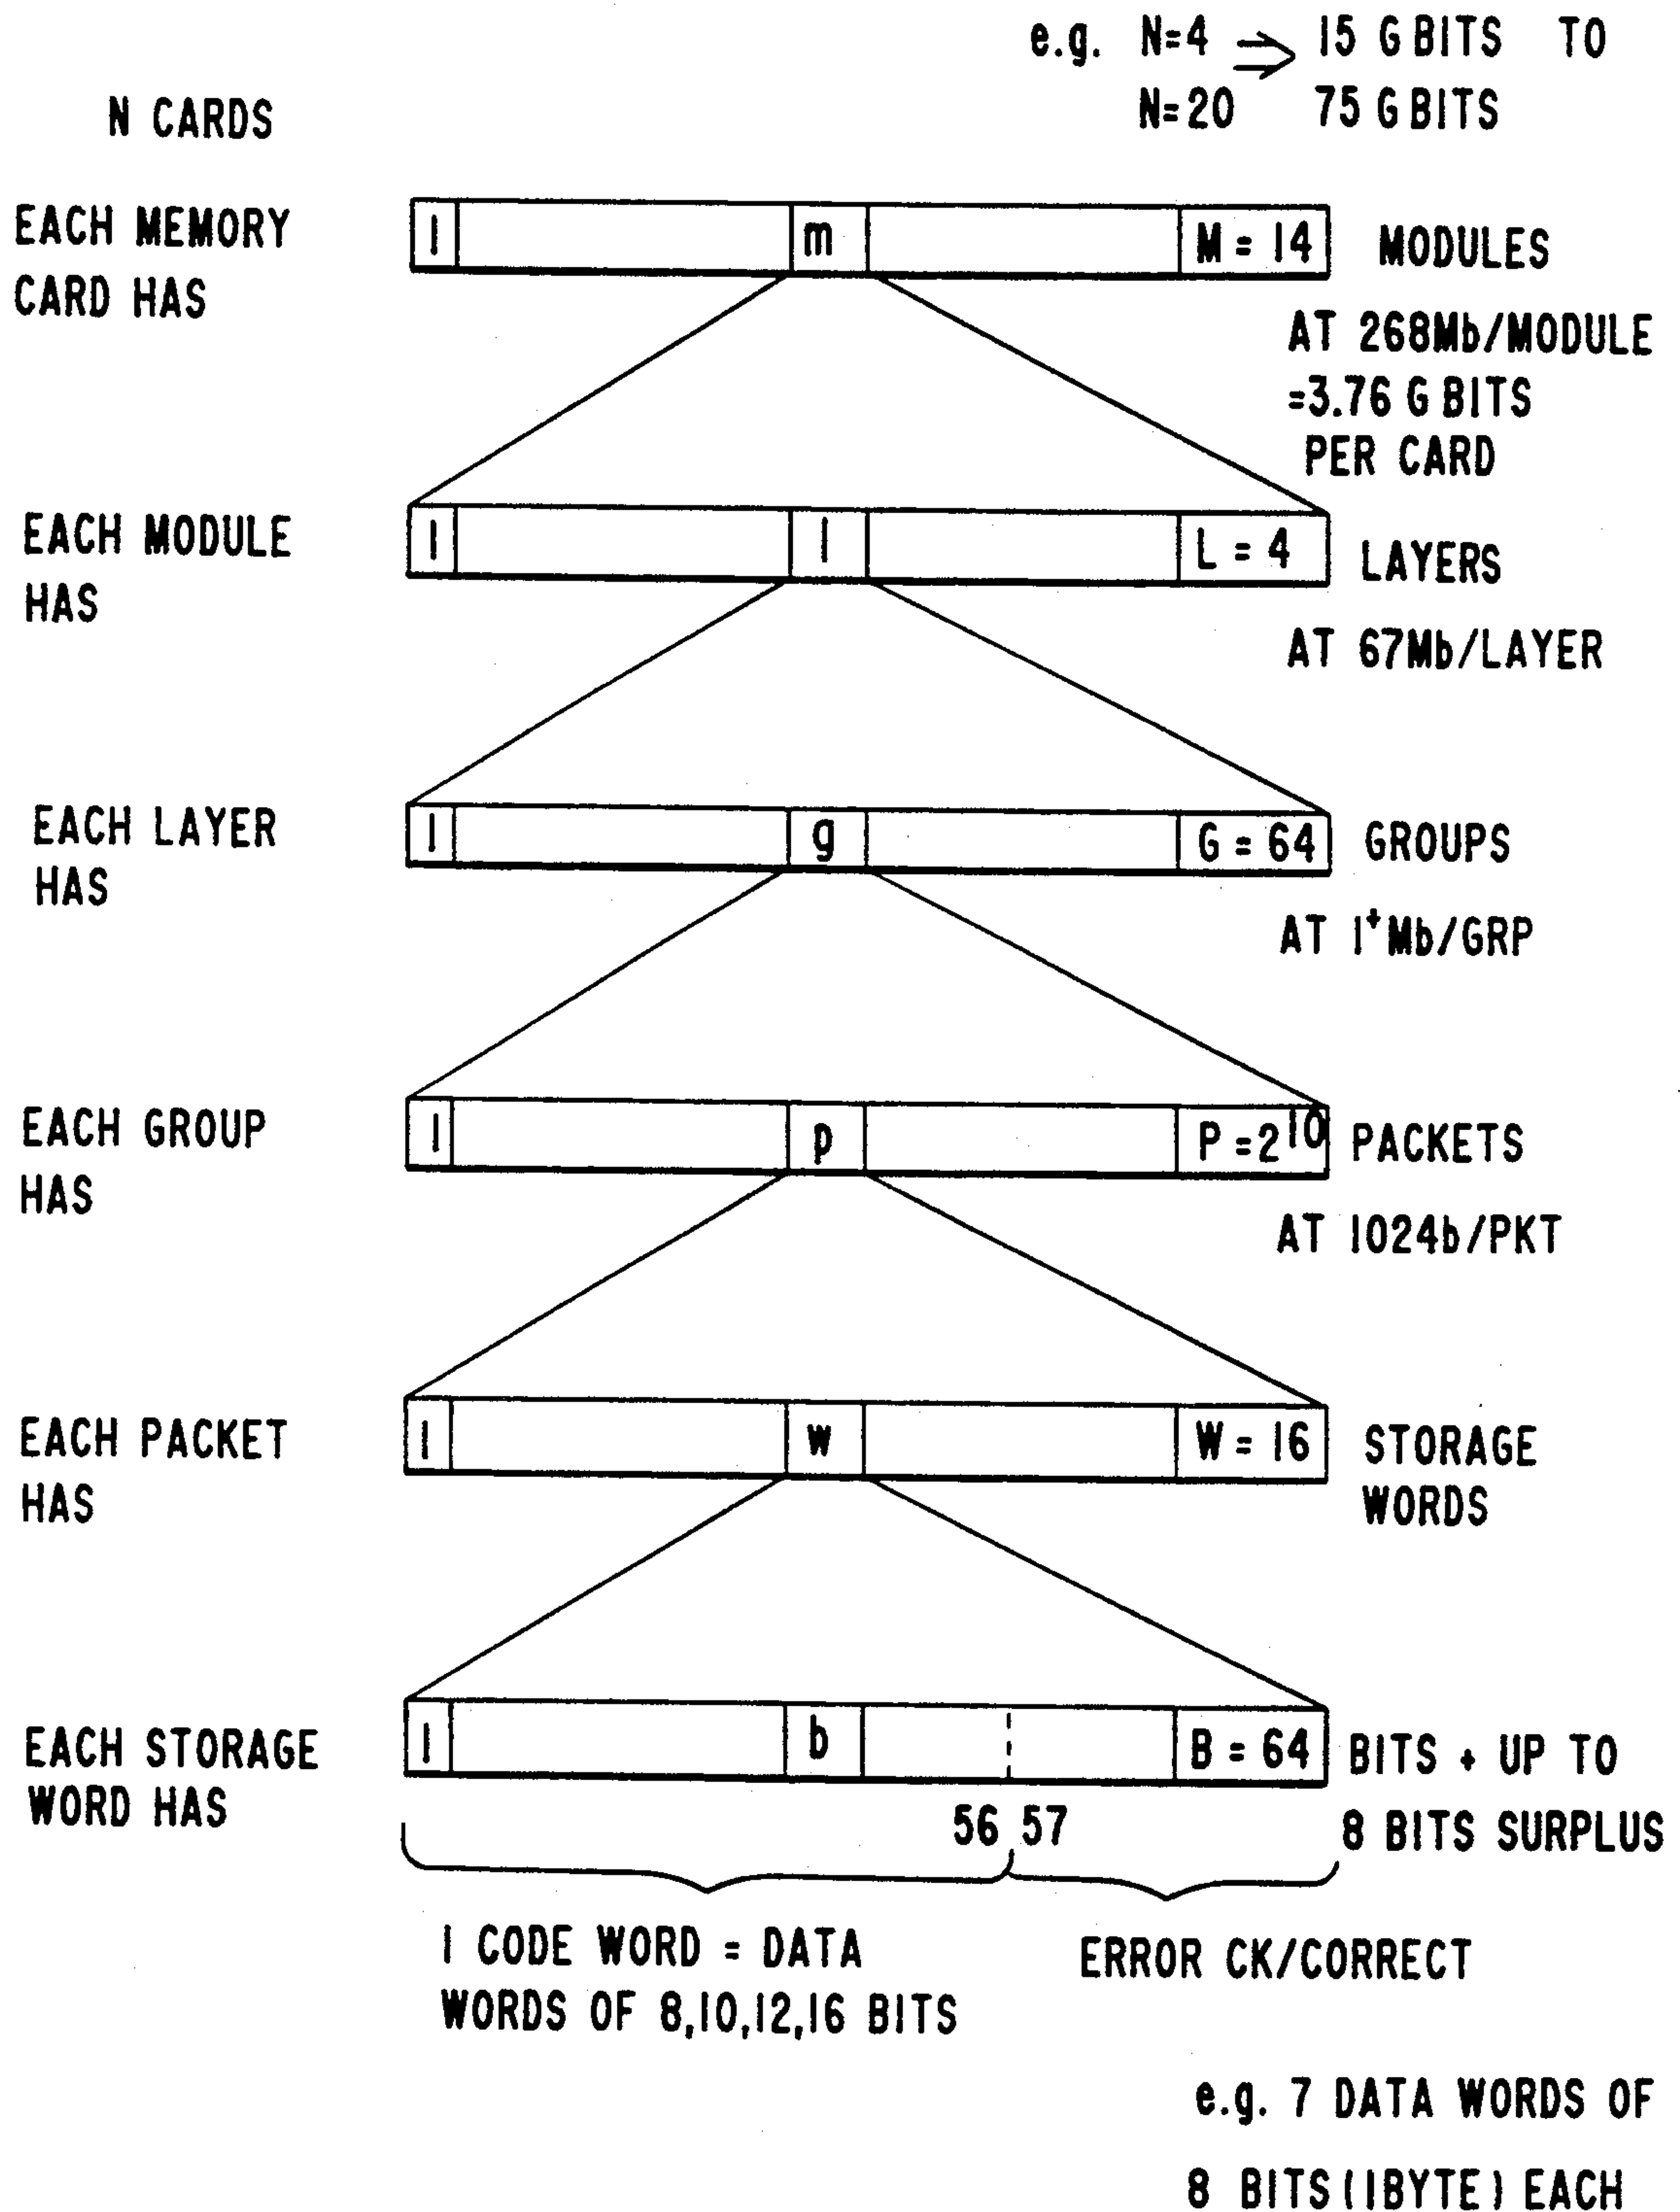 e.g. N=4 ⇒ 15 G BITS TO
N=20 75 G BITS
N CARDS
EACH MEMORY
CARD HAS
1 m M = 14 MODULES
AT 268Mb/MODULE
=3.76 G BITS
PER CARD
EACH MODULE
HAS
1 l L = 4 LAYERS
AT 67Mb/LAYER
EACH LAYER
HAS
1 g G = 64 GROUPS
AT 1⁺Mb/GRP
EACH GROUP
HAS
1 p P = 2¹⁰ PACKETS
AT 1024b/PKT
EACH PACKET
HAS
1 w W = 16 STORAGE
WORDS
EACH STORAGE
WORD HAS
1 b B = 64 BITS + UP TO
56 57 8 BITS SURPLUS
1 CODE WORD = DATA
WORDS OF 8,10,12,16 BITS
ERROR CK/CORRECT
e.g. 7 DATA WORDS OF
8 BITS (1BYTE) EACH